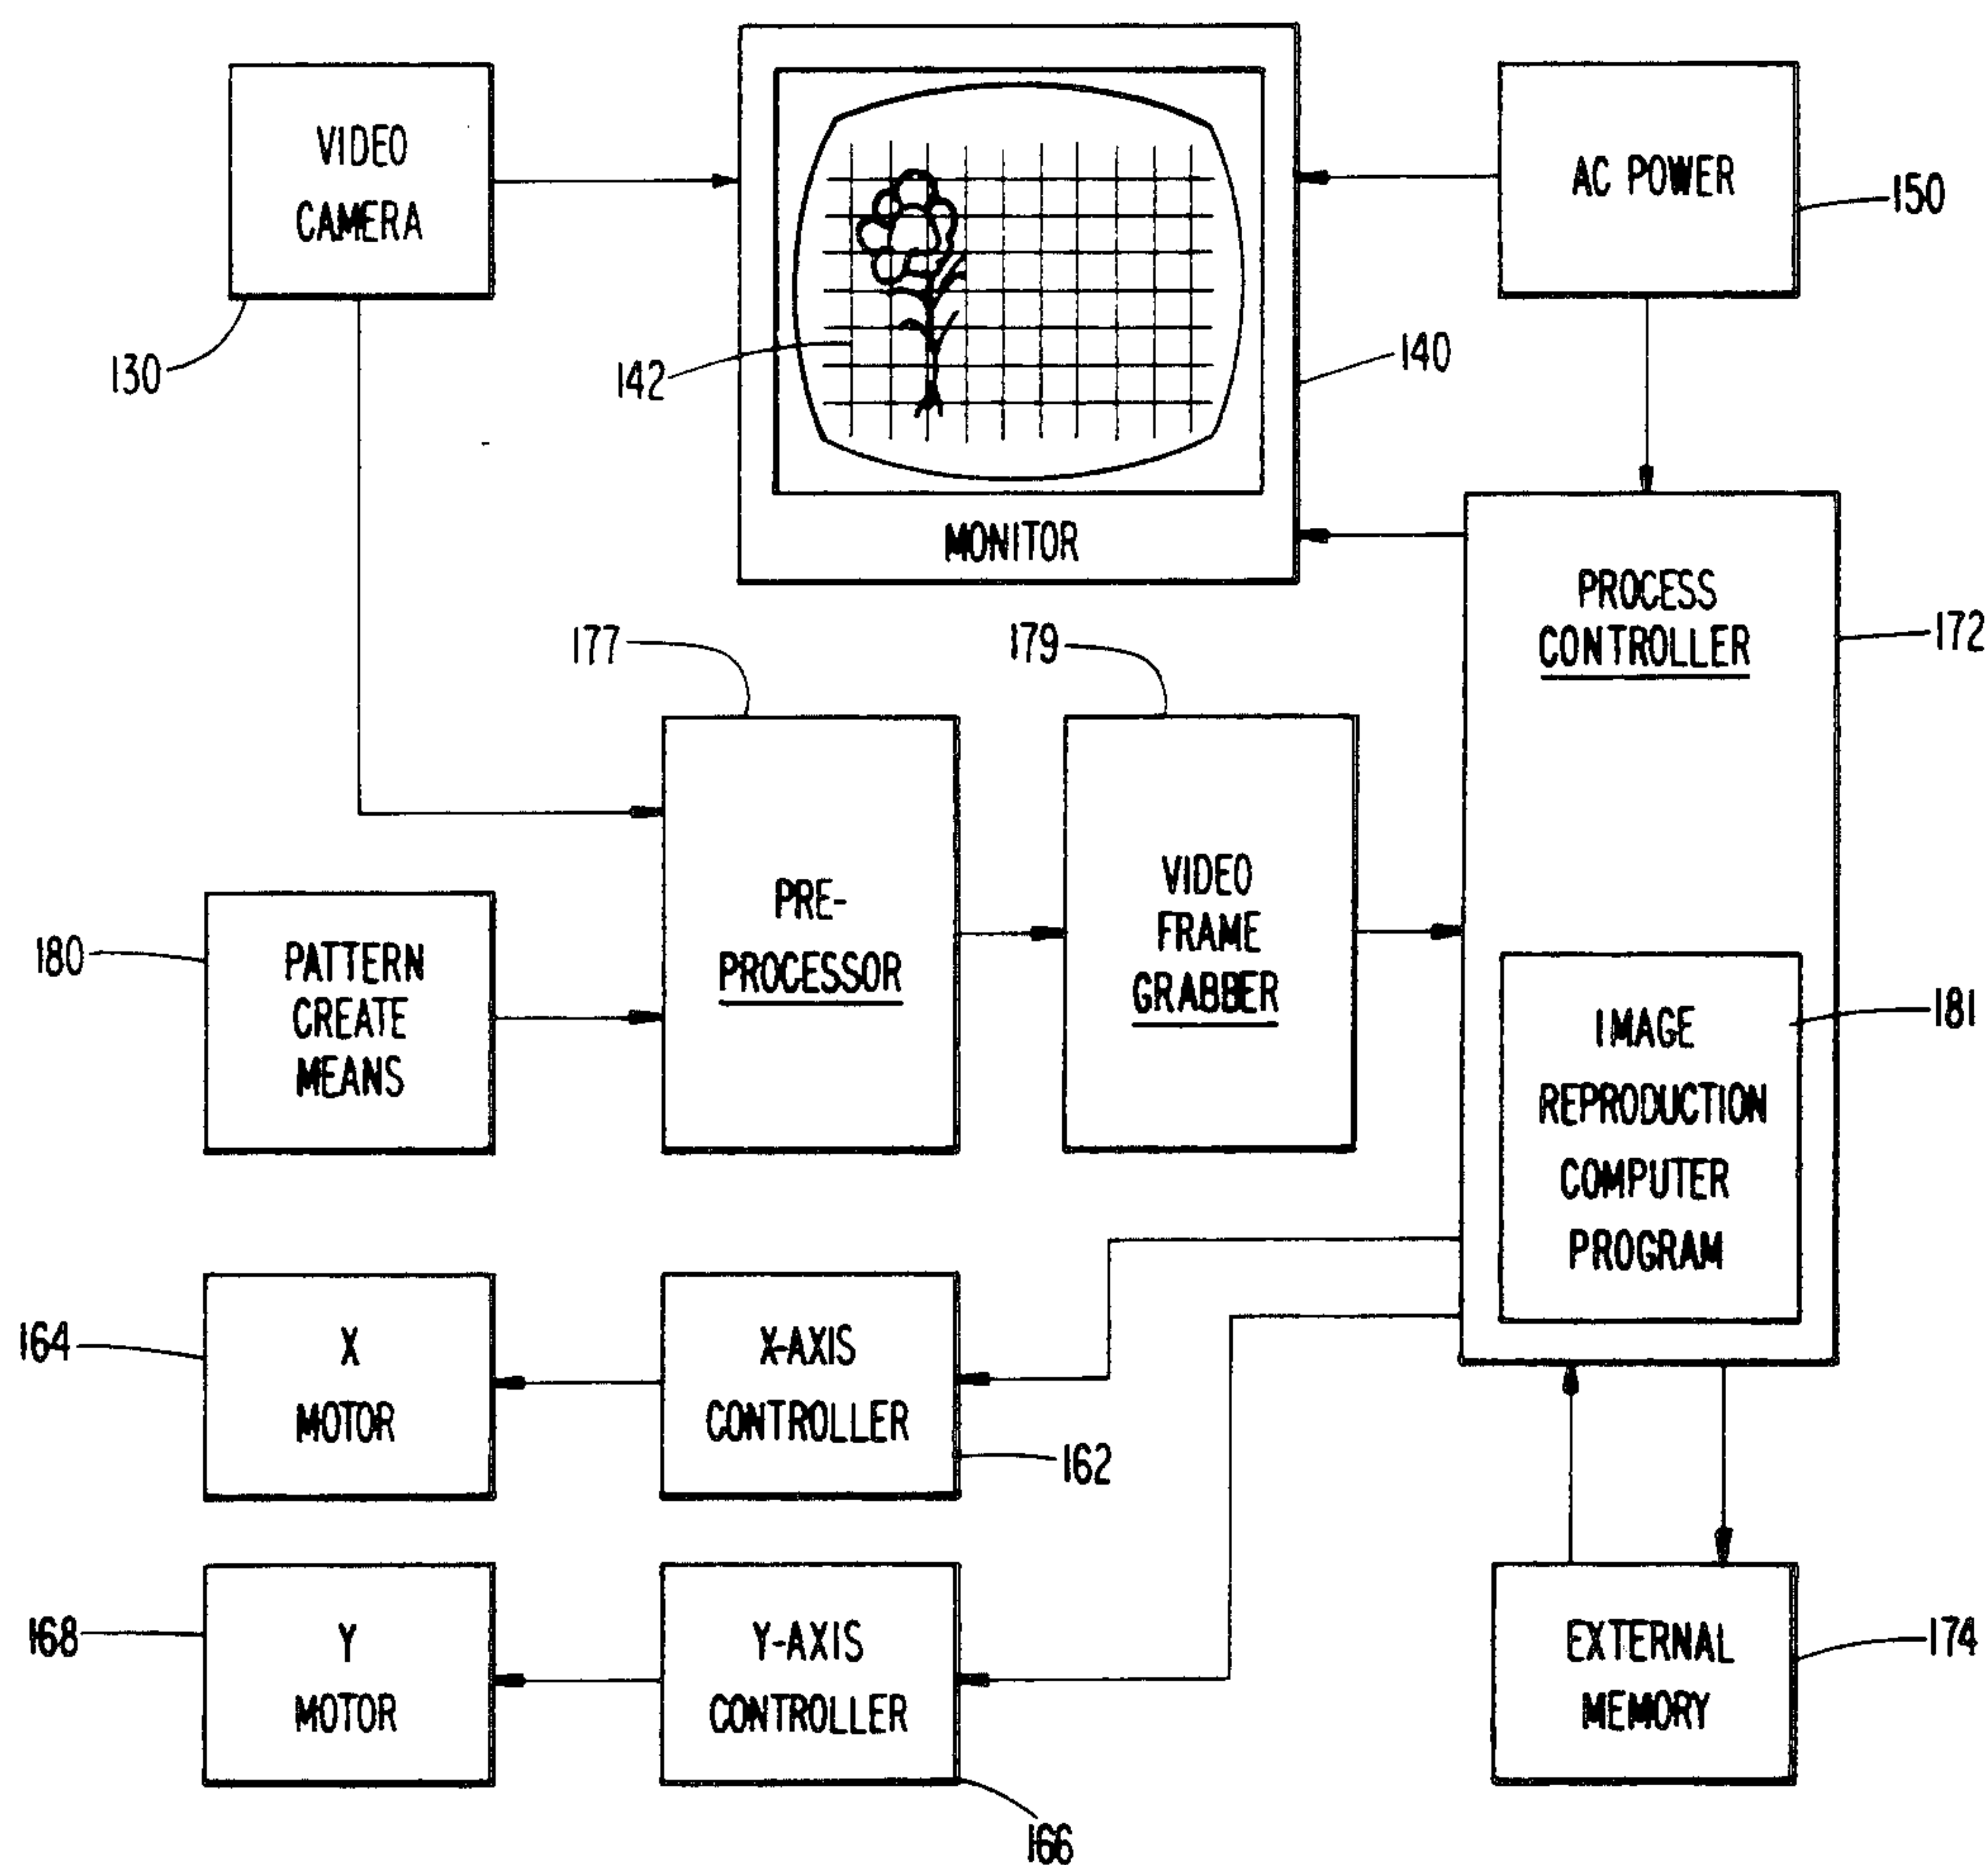 VIDEO
CAMERA
130
142
MONITOR
140
AC POWER
150
PROCESS
CONTROLLER
172
177
PRE-
PROCESSOR
179
VIDEO
FRAME
GRABBER
180
PATTERN
CREATE
MEANS
IMAGE
REPRODUCTION
COMPUTER
PROGRAM
181
164
X
MOTOR
X-AXIS
CONTROLLER
162
168
Y
MOTOR
Y-AXIS
CONTROLLER
166
EXTERNAL
MEMORY
174